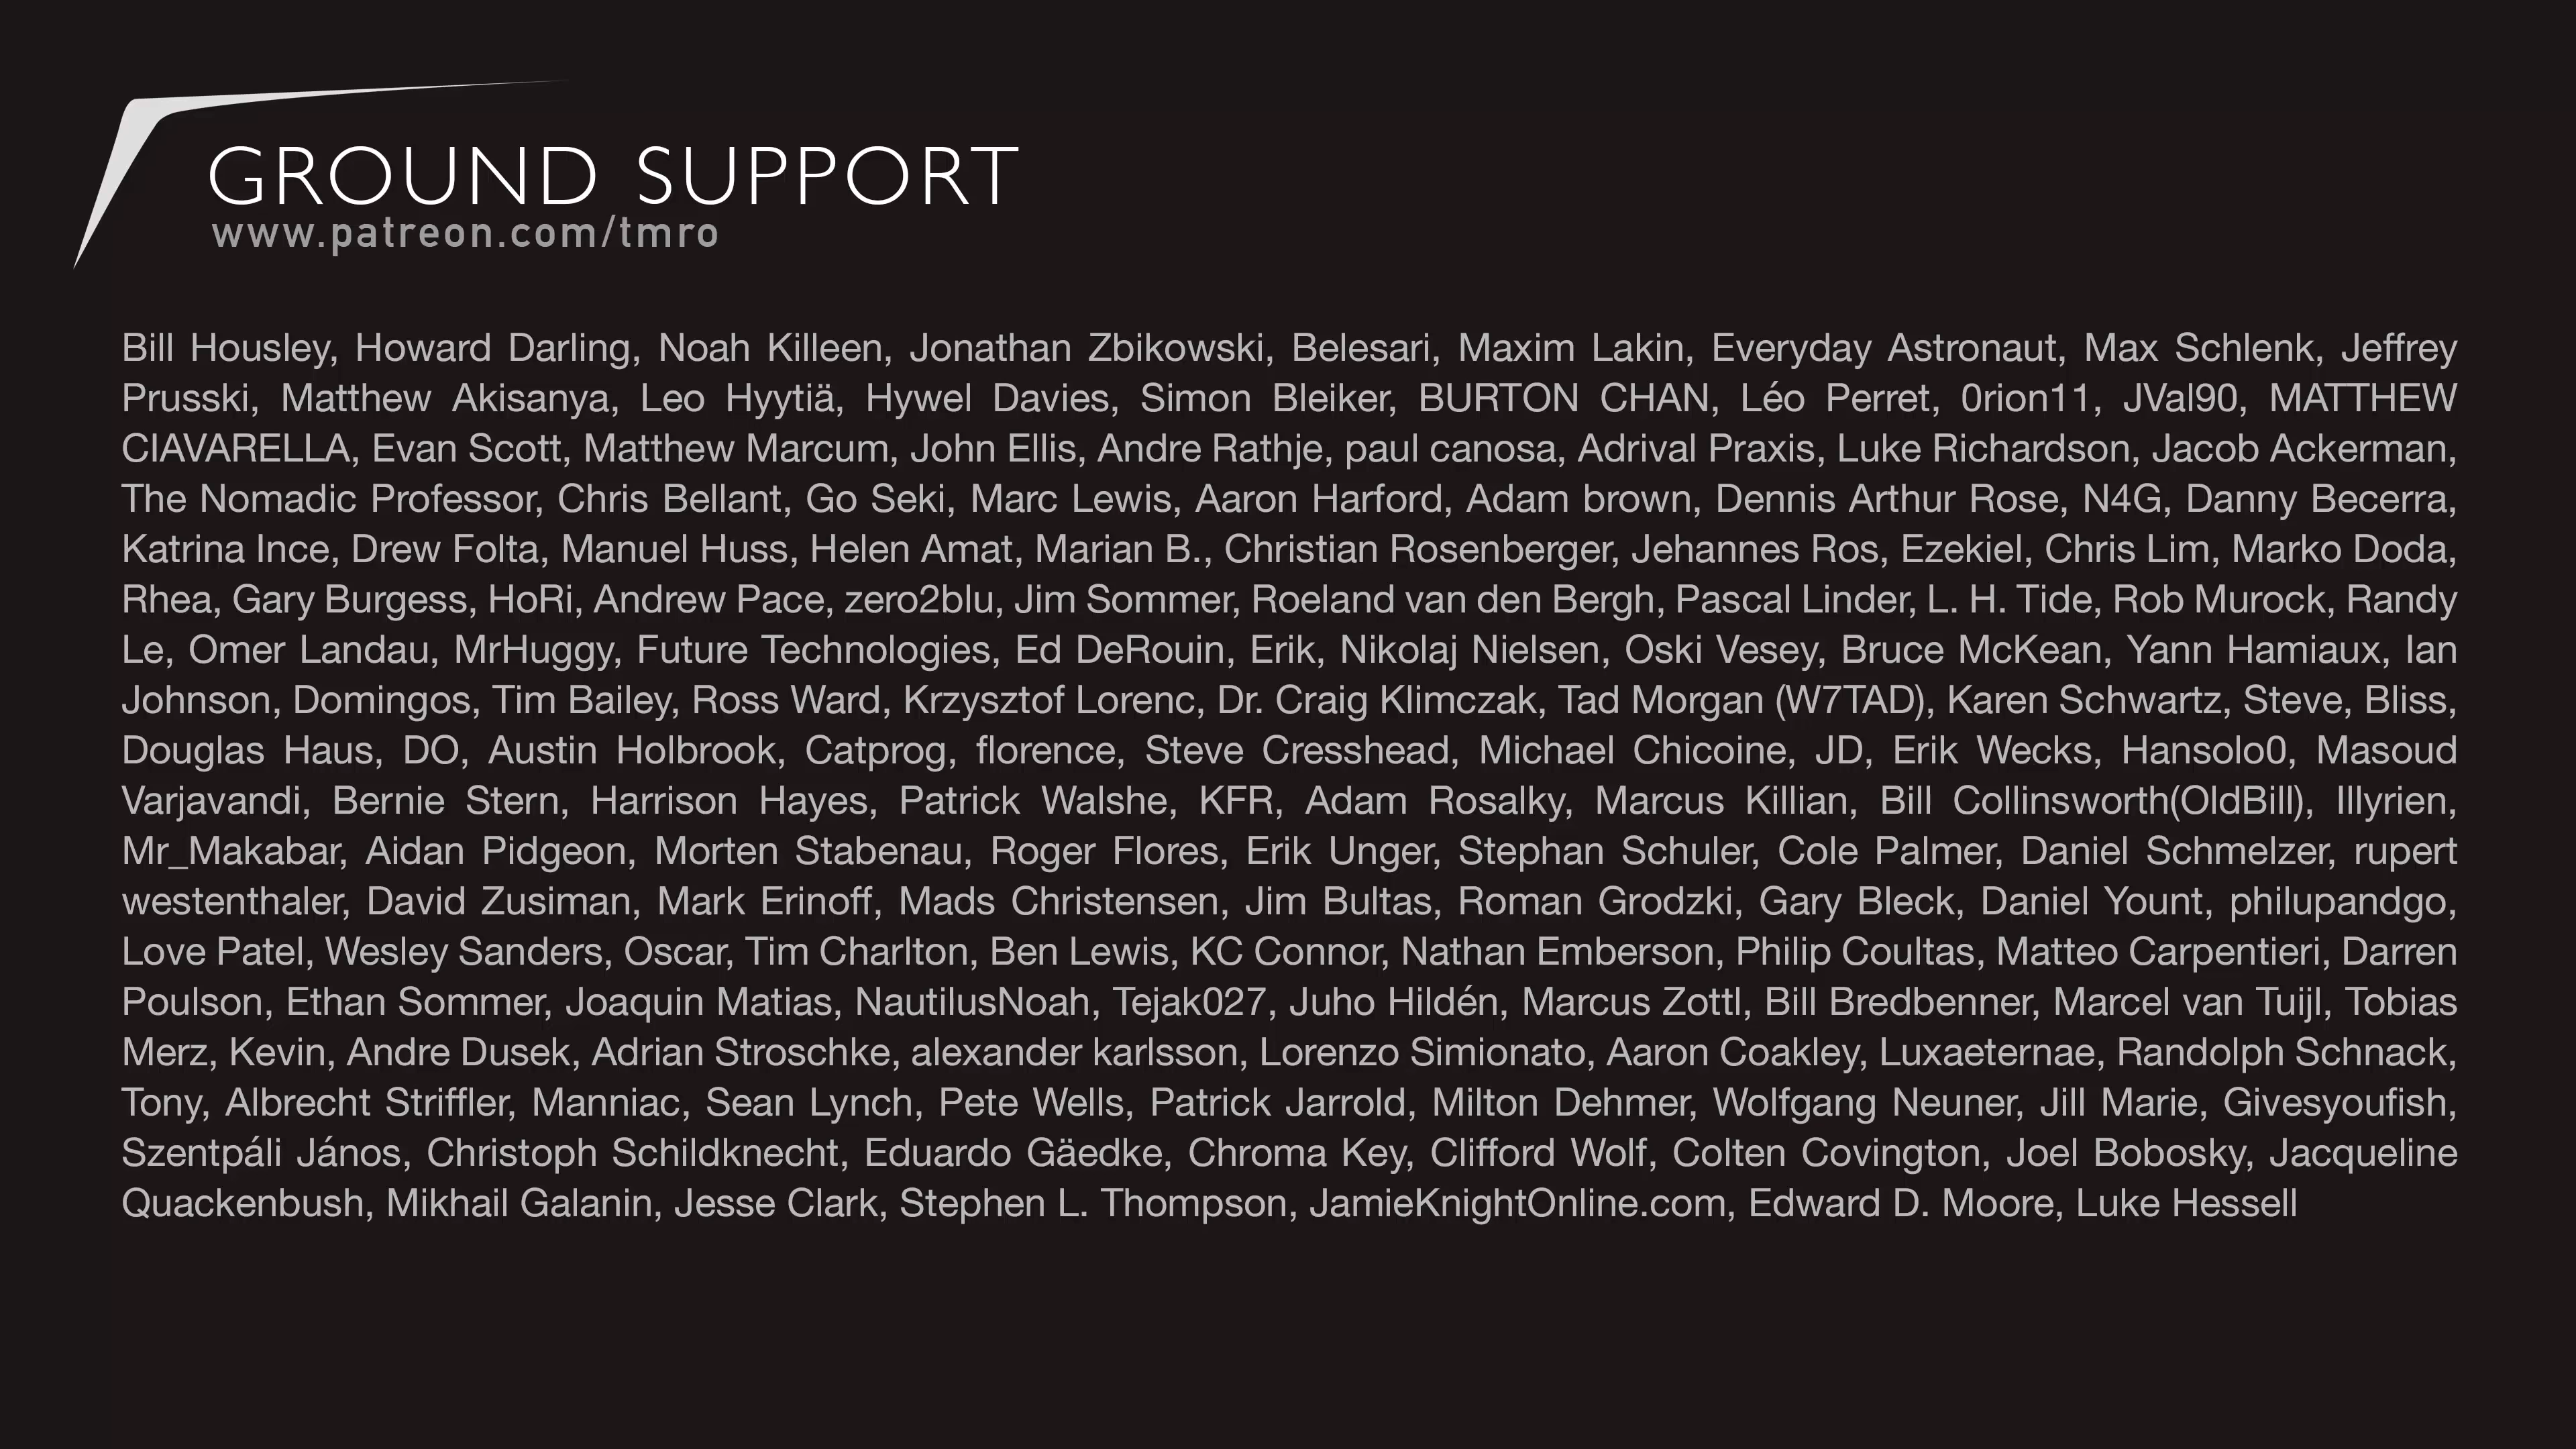 GROUND SUPPORT
www.patreon.com/tmro
Bill Housley, Howard Darling, Noah Killeen, Jonathan Zbikowski, Belesari, Maxim Lakin, Everyday Astronaut, Max Schlenk, Jeffrey
Prusski, Matthew Akisanya, Leo Hyytiä, Hywel Davies, Simon Bleiker, BURTON CHAN, Léo Perret, 0rion11, JVal90, MATTHEW
CIAVARELLA, Evan Scott, Matthew Marcum, John Ellis, Andre Rathje, paul canosa, Adrival Praxis, Luke Richardson, Jacob Ackerman,
The Nomadic Professor, Chris Bellant, Go Seki, Marc Lewis, Aaron Harford, Adam brown, Dennis Arthur Rose, N4G, Danny Becerra,
Katrina Ince, Drew Folta, Manuel Huss, Helen Amat, Marian B., Christian Rosenberger, Jehannes Ros, Ezekiel, Chris Lim, Marko Doda,
Rhea, Gary Burgess, HoRi, Andrew Pace, zero2blu, Jim Sommer, Roeland van den Bergh, Pascal Linder, L. H. Tide, Rob Murock, Randy
Le, Omer Landau, MrHuggy, Future Technologies, Ed DeRouin, Erik, Nikolaj Nielsen, Oski Vesey, Bruce McKean, Yann Hamiaux, Ian
Johnson, Domingos, Tim Bailey, Ross Ward, Krzysztof Lorenc, Dr. Craig Klimczak, Tad Morgan (W7TAD), Karen Schwartz, Steve, Bliss,
Douglas Haus, DO, Austin Holbrook, Catprog, florence, Steve Cresshead, Michael Chicoine, JD, Erik Wecks, Hansolo0, Masoud
Varjavandi, Bernie Stern, Harrison Hayes, Patrick Walshe, KFR, Adam Rosalky, Marcus Killian, Bill Collinsworth(OldBill), Illyrien,
Mr_Makabar, Aidan Pidgeon, Morten Stabenau, Roger Flores, Erik Unger, Stephan Schuler, Cole Palmer, Daniel Schmelzer, rupert
westenthaler, David Zusiman, Mark Erinoff, Mads Christensen, Jim Bultas, Roman Grodzki, Gary Bleck, Daniel Yount, philupandgo,
Love Patel, Wesley Sanders, Oscar, Tim Charlton, Ben Lewis, KC Connor, Nathan Emberson, Philip Coultas, Matteo Carpentieri, Darren
Poulson, Ethan Sommer, Joaquin Matias, NautilusNoah, Tejak027, Juho Hildén, Marcus Zottl, Bill Bredbenner, Marcel van Tuijl, Tobias
Merz, Kevin, Andre Dusek, Adrian Stroschke, alexander karlsson, Lorenzo Simionato, Aaron Coakley, Luxaeternae, Randolph Schnack,
Tony, Albrecht Striffler, Manniac, Sean Lynch, Pete Wells, Patrick Jarrold, Milton Dehmer, Wolfgang Neuner, Jill Marie, Givesyoufish,
Szentpáli János, Christoph Schildknecht, Eduardo Gäedke, Chroma Key, Clifford Wolf, Colten Covington, Joel Bobosky, Jacqueline
Quackenbush, Mikhail Galanin, Jesse Clark, Stephen L. Thompson, JamieKnightOnline.com, Edward D. Moore, Luke Hessell